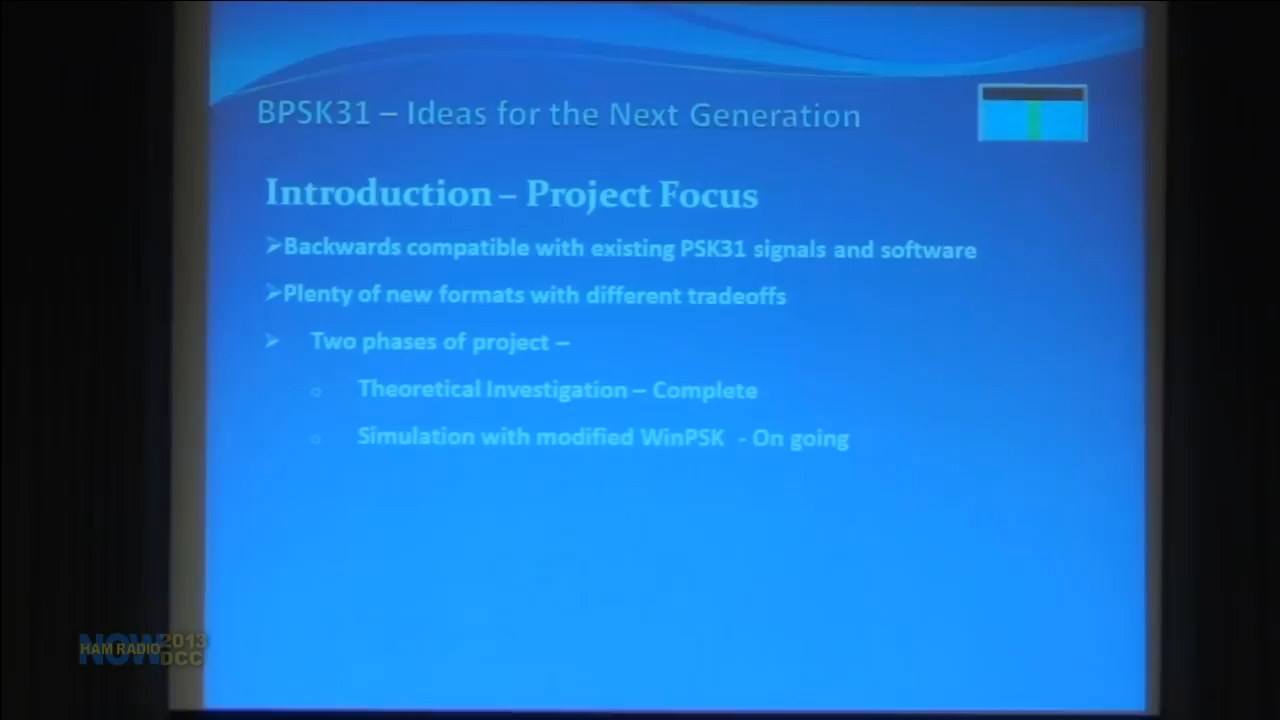 BPSK31 – Ideas for the Next Generation
Introduction – Project Focus
➢Backwards compatible with existing PSK31 signals and software
➢Plenty of new formats with different tradeoffs
➢ Two phases of project –
o Theoretical Investigation – Complete
o Simulation with modified WinPSK - On going
HAM RADIO NOW 2013 DCC